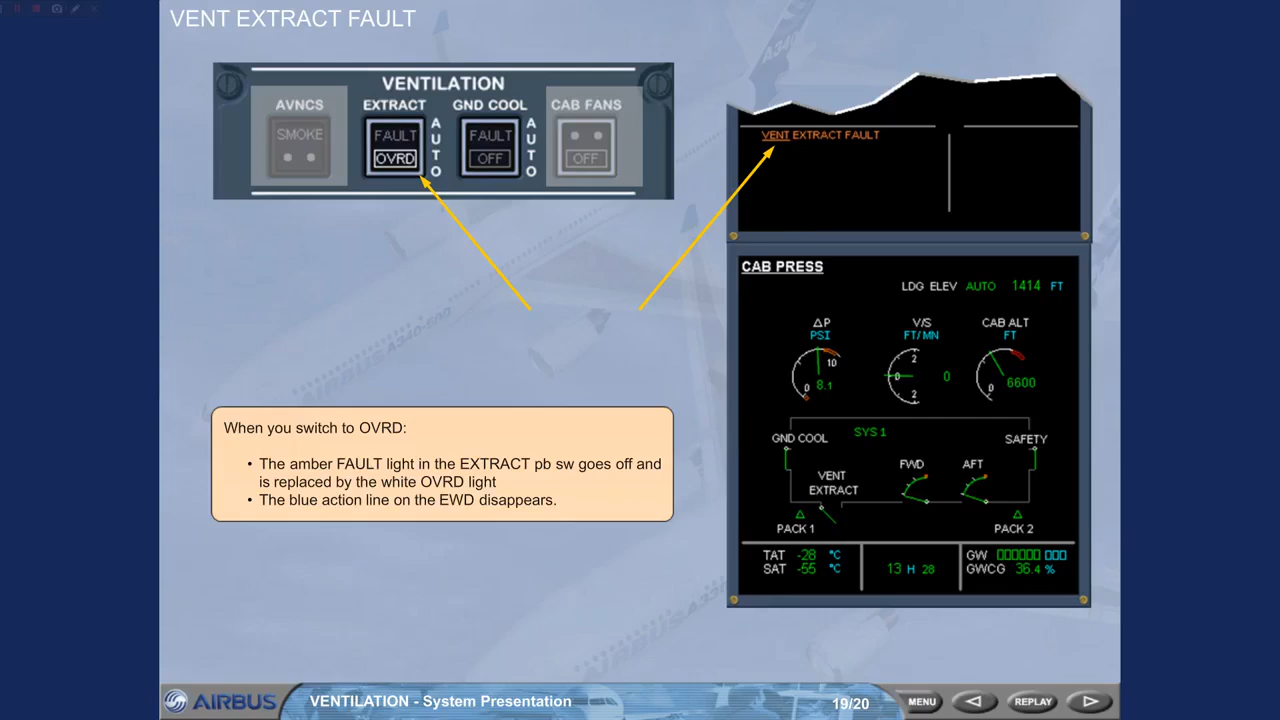 VENT EXTRACT FAULT
VENTILATION
AVNCS
EXTRACT
GND COOL
CAB FANS
SMOKE
FAULT
OVRD
AUTO
FAULT
OFF
AUTO
OFF
VENT EXTRACT FAULT
CAB PRESS
LDG ELEV AUTO 1414 FT
ΔP
PSI
V/S
FT/MN
CAB ALT
FT
10
8.1
0
2
0
2
0
0
6600
GND COOL
SYS 1
SAFETY
VENT
EXTRACT
FWD
AFT
PACK 1
PACK 2
TAT -28 °C
SAT -55 °C
13 H 28
GW
GWCG 36.4 %
When you switch to OVRD:
• The amber FAULT light in the EXTRACT pb sw goes off and
is replaced by the white OVRD light
• The blue action line on the EWD disappears.
AIRBUS
VENTILATION - System Presentation
19/20
MENU
REPLAY